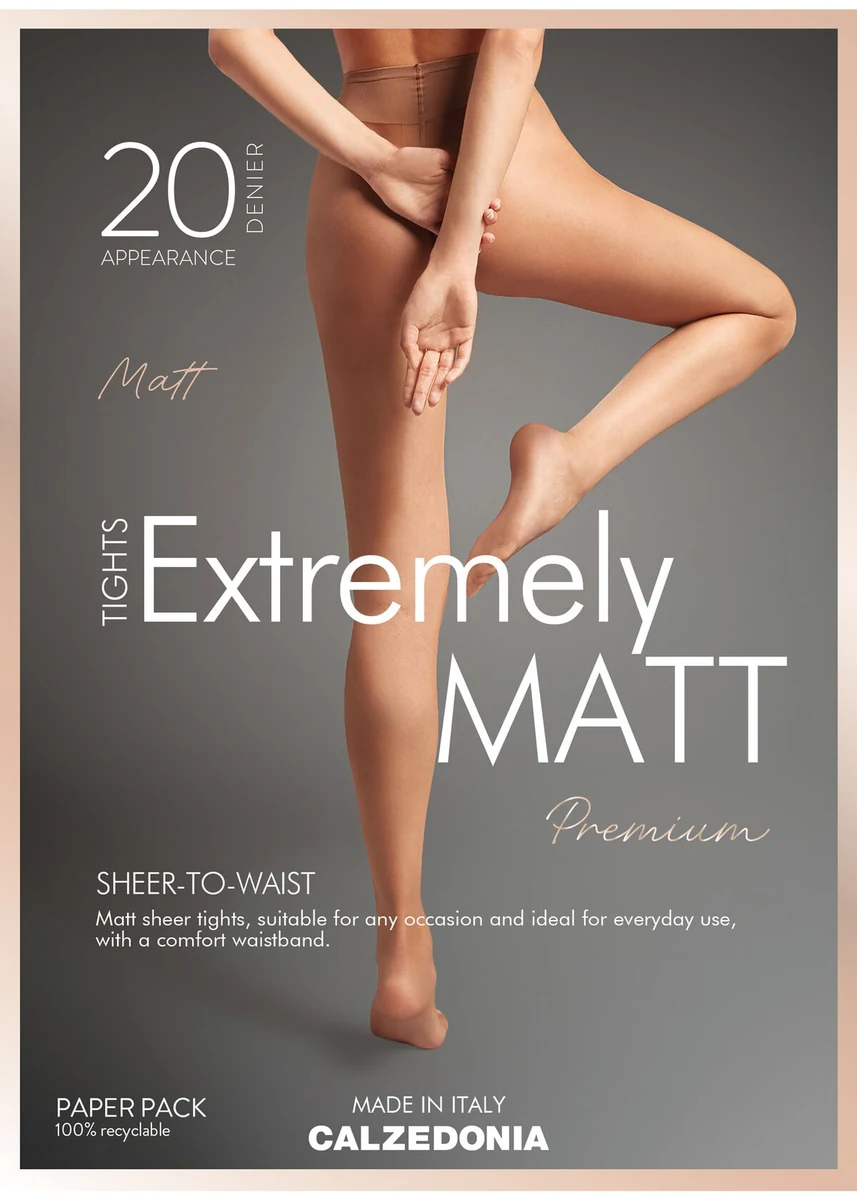 20 DENIER
APPEARANCE
Matt
TIGHTS Extremely
MATT
Premium
SHEER-TO-WAIST
Matt sheer tights, suitable for any occasion and ideal for everyday use,
with a comfort waistband.
PAPER PACK
100% recyclable
MADE IN ITALY
CALZEDONIA